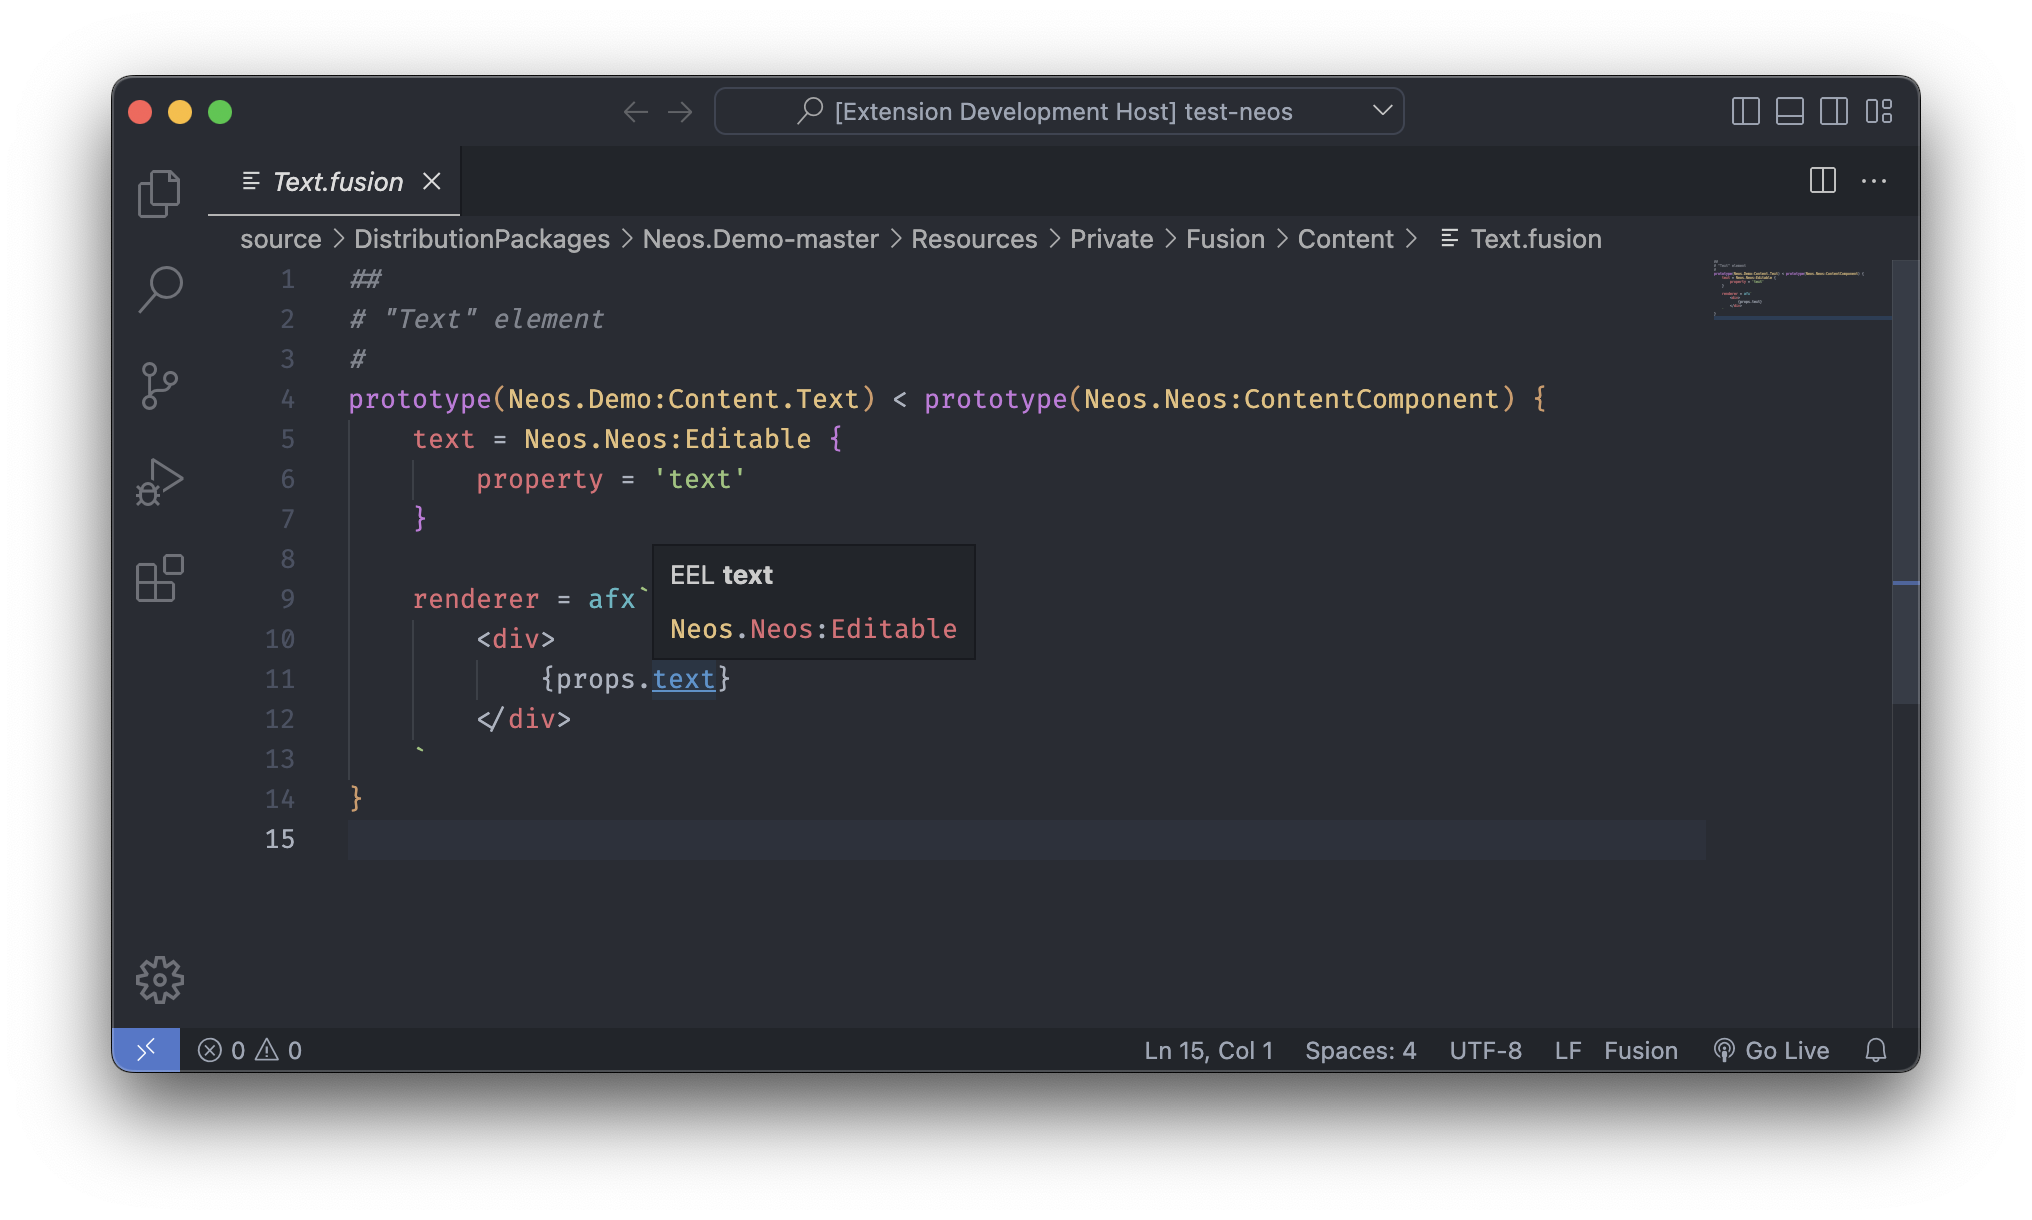 [Extension Development Host] test-neos
Text.fusion
source > DistributionPackages > Neos.Demo-master > Resources > Private > Fusion > Content > Text.fusion
1 ##
2 # "Text" element
3 #
4 prototype(Neos.Demo:Content.Text) < prototype(Neos.Neos:ContentComponent) {
5 text = Neos.Neos:Editable {
6 property = 'text'
7 }
8
9 renderer = afx`
10 <div>
11 {props.text}
12 </div>
13 `
14 }
15
EEL text
Neos.Neos:Editable
0 0 Ln 15, Col 1 Spaces: 4 UTF-8 LF Fusion Go Live